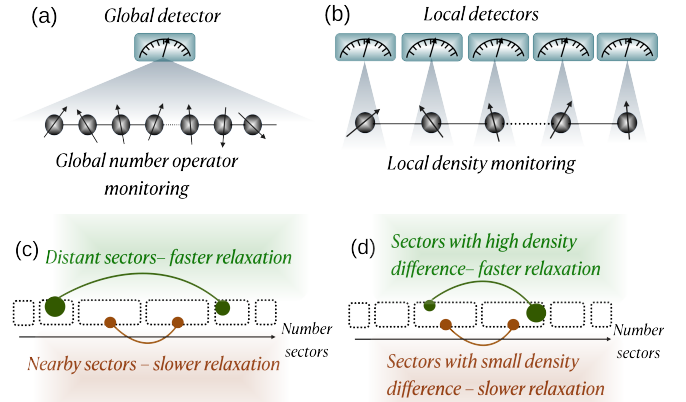 (a)
Global detector
Global number operator
monitoring
(b)
Local detectors
Local density monitoring
(c)
Distant sectors– faster relaxation
Number
sectors
Nearby sectors – slower relaxation
(d)
Sectors with high density
difference– faster relaxation
Number
sectors
Sectors with small density
difference – slower relaxation